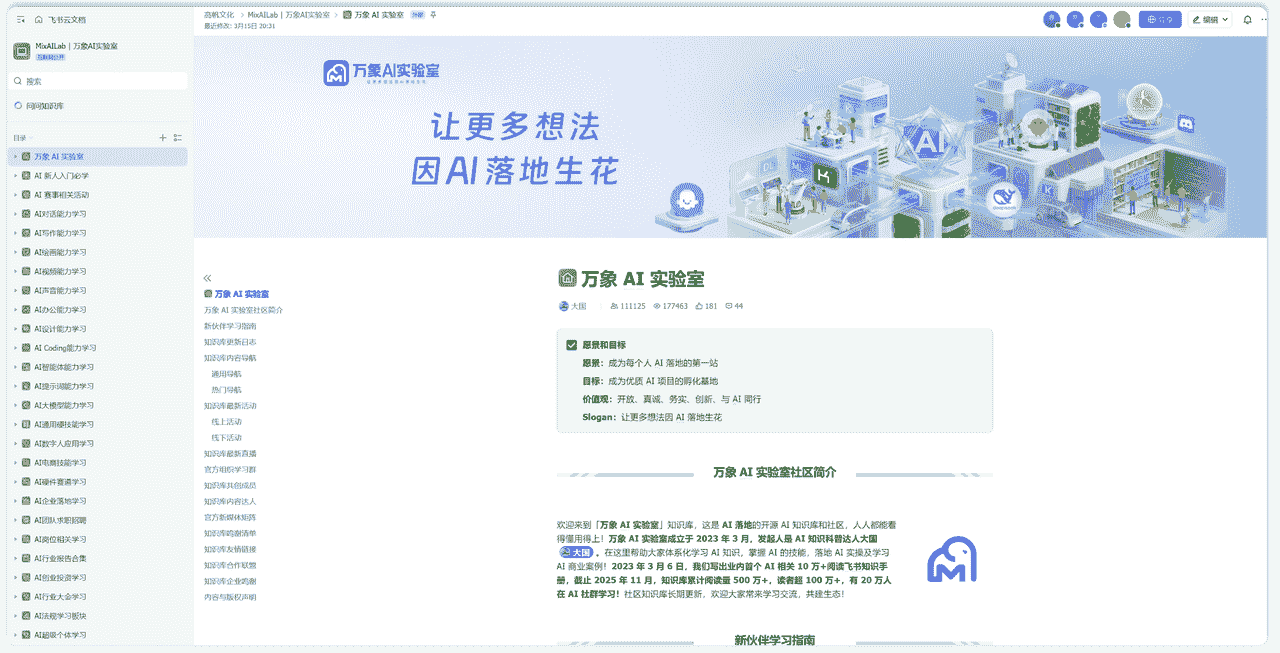 飞书云文档
MixAILab | 万象AI实验室
互联网公开
搜索
问问知识库
目录
万象 AI 实验室
AI 新人入门必学
AI 赛事相关活动
AI对话能力学习
AI写作能力学习
AI绘画能力学习
AI视频能力学习
AI声音能力学习
AI办公能力学习
AI设计能力学习
AI Coding能力学习
AI智能体能力学习
AI提示词能力学习
AI大模型能力学习
AI通用硬技能学习
AI数字人应用学习
AI电商技能学习
AI硬件赛道学习
AI企业落地学习
AI团队求职招聘
AI岗位相关学习
AI行业报告合集
AI创业投资学习
AI行业大会学习
AI法规学习板块
AI超级个体学习
高帆文化 > MixAILab | 万象AI实验室 > 万象 AI 实验室 外部
最近修改: 3月15日 20:31
编辑
万象AI实验室
让更多想法
因AI落地生花
AI
K
万象 AI 实验室
万象 AI 实验室社区简介
新伙伴学习指南
知识库更新日志
知识库内容导航
通用导航
热门导航
知识库最新活动
线上活动
线下活动
知识库最新直播
官方组织学习群
知识库共创成员
知识库内容达人
官方新媒体矩阵
知识库鸣谢清单
知识库友情链接
知识库合作联盟
知识库企业鸣谢
内容与版权声明
万象 AI 实验室
大国 111125 177463 181 44
愿景和目标
愿景：成为每个人 AI 落地的第一站
目标：成为优质 AI 项目的孵化基地
价值观：开放、真诚、务实、创新、与 AI 同行
Slogan：让更多想法因 AI 落地生花
万象 AI 实验室社区简介
欢迎来到「万象 AI 实验室」知识库，这是 AI 落地的开源 AI 知识库和社区，人人都能看
得懂用得上！万象 AI 实验室成立于 2023 年 3 月，发起人是 AI 知识科普达人大国
大国 。在这里帮助大家体系化学习 AI 知识，掌握 AI 的技能，落地 AI 实操及学习
AI 商业案例！2023 年 3 月 6 日，我们写出业内首个 AI 相关 10 万+阅读飞书知识手
册，截止 2025 年 11 月，知识库累计阅读量 500 万+，读者超 100 万+，有 20 万人
在 AI 社群学习！社区知识库长期更新，欢迎大家常来学习交流，共建生态！
新伙伴学习指南